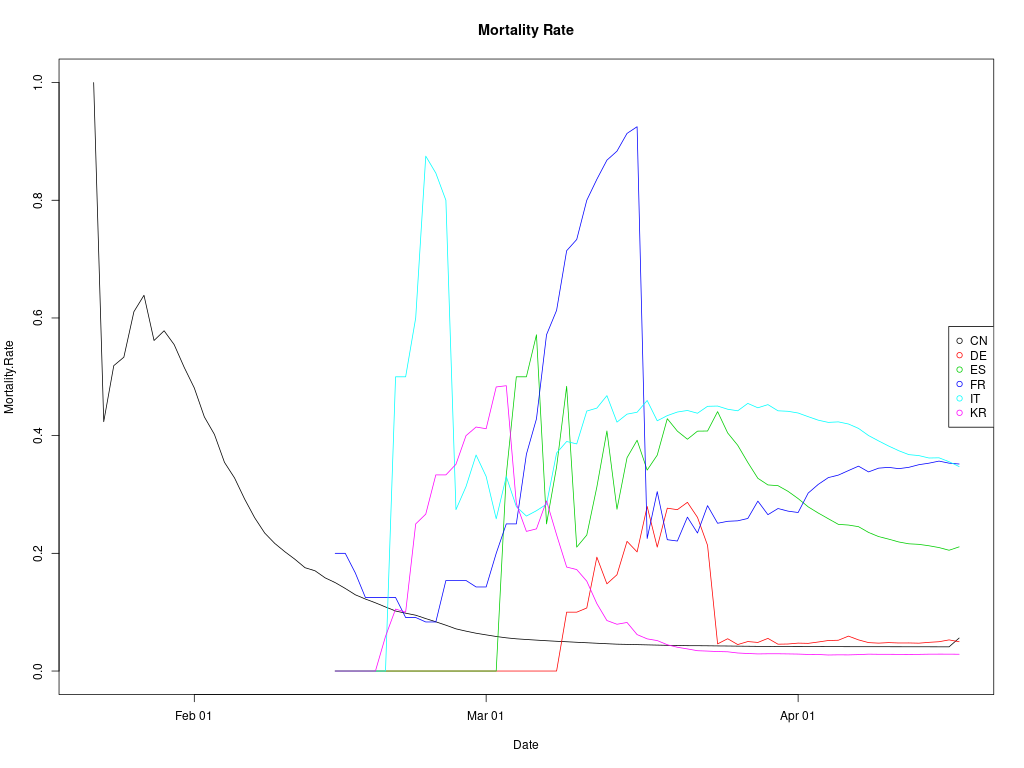 Mortality Rate
Mortality.Rate
1.0
0.8
0.6
0.4
0.2
0.0
CN
DE
ES
FR
IT
KR
Feb 01
Mar 01
Apr 01
Date